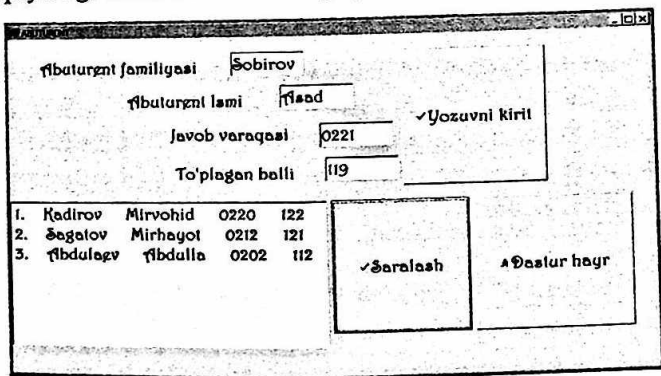 Abuturent familiyasi Sobirov
Abuturent Ismi Asad
✓Yozuvni kirit
Javob varaqasi 0221
To'plagan balli 119
1. Kadirov Mirvohid 0220 122
2. Sagatov Mirhayot 0212 121
3. Abdulaev Abdulla 0202 112
✓Saralash
Dastur hayr